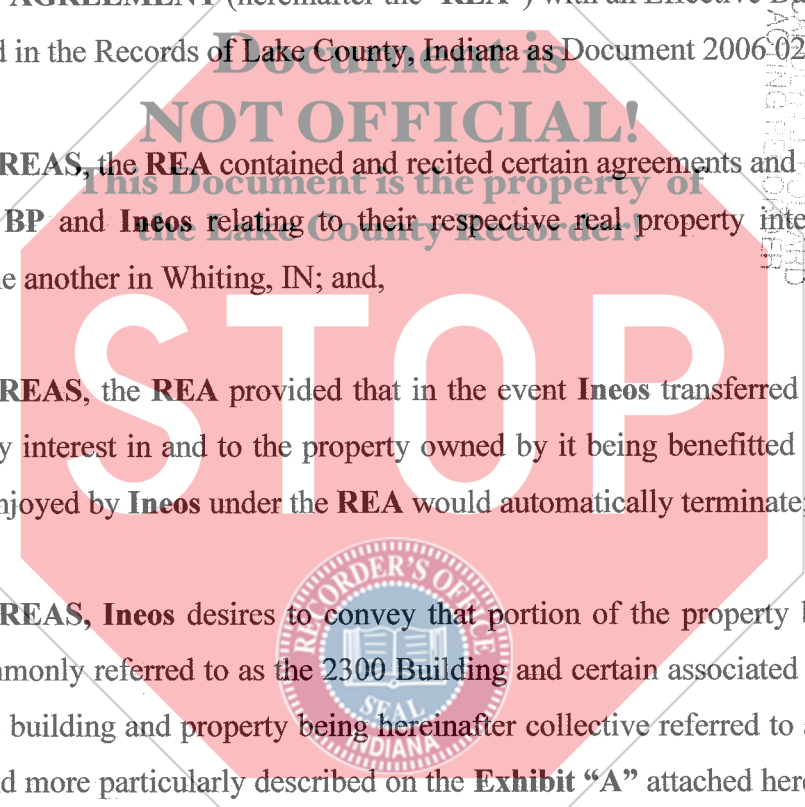 AGREEMENT (hereinafter the "REA") with an Effective Da
d in the Records of Lake County, Indiana as Document 2006 02
Document is
NOT OFFICIAL!
This Document is the property of
the Lake County Recorder!
REAS, the REA contained and recited certain agreements and
BP and Ineos relating to their respective real property inte
e another in Whiting, IN; and,
STOP
REAS, the REA provided that in the event Ineos transferred
y interest in and to the property owned by it being benefitted
njoyed by Ineos under the REA would automatically terminate;
REAS, Ineos desires to convey that portion of the property b
mmonly referred to as the 2300 Building and certain associated
building and property being hereinafter collective referred to a
d more particularly described on the Exhibit "A" attached here
RECORDER'S OFFICE
SEAL
INDIANA